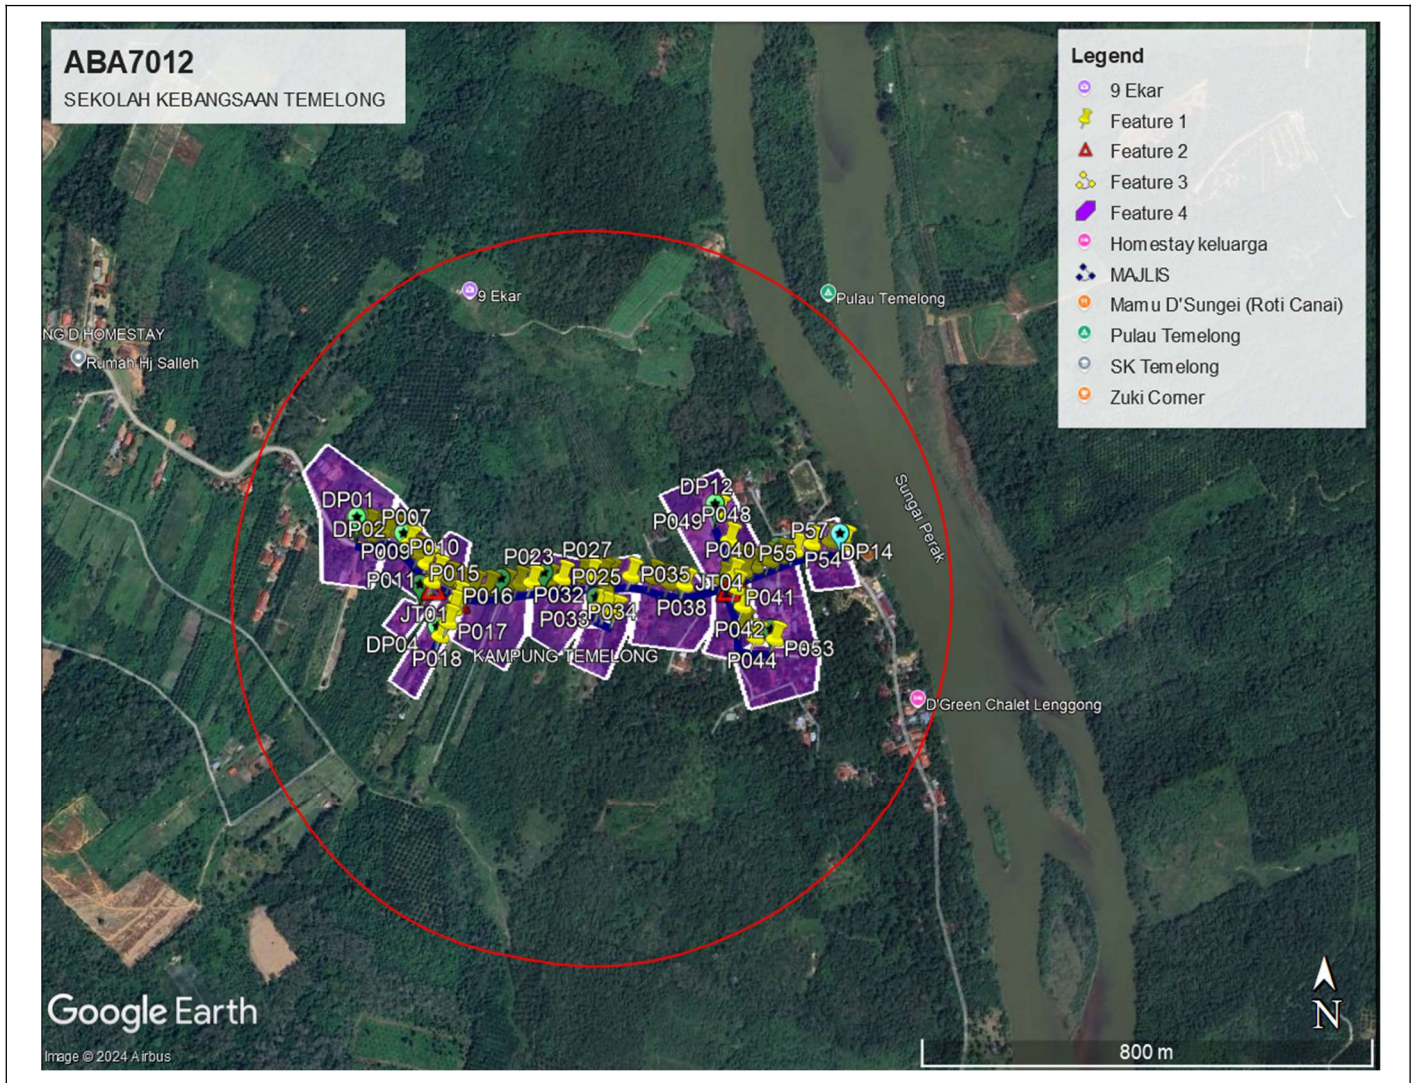 ABA7012
SEKOLAH KEBANGSAAN TEMELONG
Legend
9 Ekar
Feature 1
Feature 2
Feature 3
Feature 4
Homestay keluarga
MAJLIS
Mamu D'Sungei (Roti Canai)
Pulau Temelong
SK Temelong
Zuki Corner
9 Ekar
Pulau Temelong
NG D HOMESTAY
Rumah Hj Salleh
Sungai Perak
DP01
DP02
P007
P009
P010
P011
P015
P016
JT01
P017
DP04
P018
P023
P027
P025
P032
P033
P034
P035
P038
DP12
P048
P049
P040
JT04
P041
P042
P044
P053
P55
P57
P54
DP14
KAMPUNG TEMELONG
D'Green Chalet Lenggong
Google Earth
Image © 2024 Airbus
N
800 m